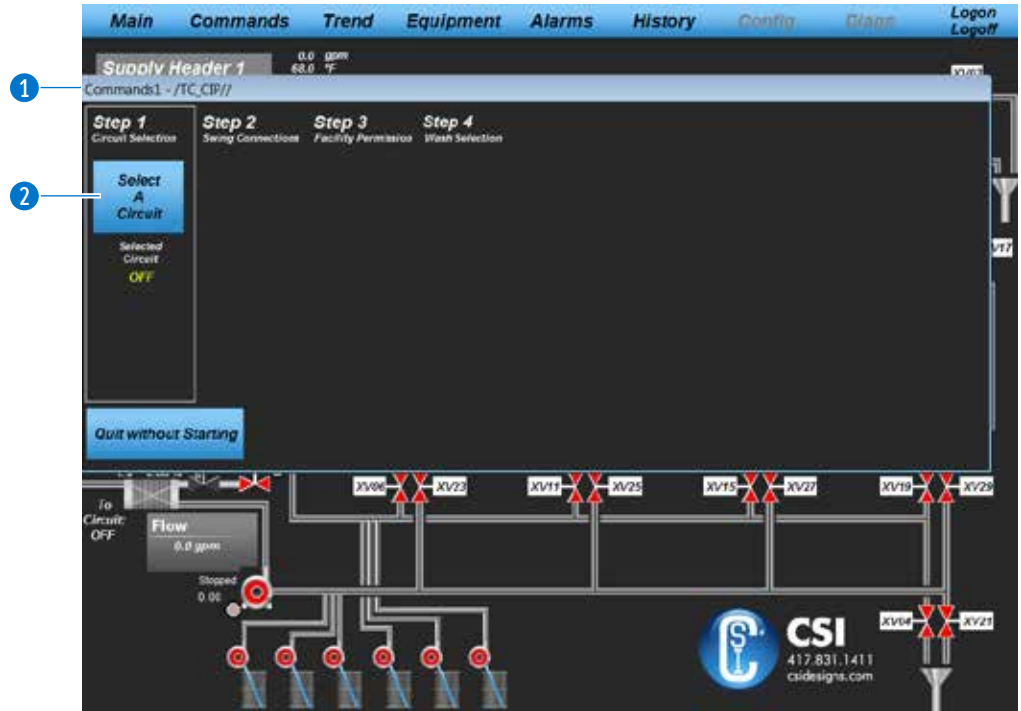 Main Commands Trend Equipment Alarms History Config Diags Logon Logoff
Supply Header 1
0.0 gpm
68.0 °F
1
Commands1 - /TC_CIP//
Step 1
Circuit Selection
Step 2
Swing Connections
Step 3
Facility Permission
Step 4
Wash Selection
2
Select
A
Circuit
Selected
Circuit
OFF
Quit without Starting
XV06
XV23
XV11
XV25
XV15
XV27
XV19
XV29
To
Circuit:
OFF
Flow
0.0 gpm
Stopped
0.00
XV04
XV21
CSI
417.831.1411
csidesigns.com